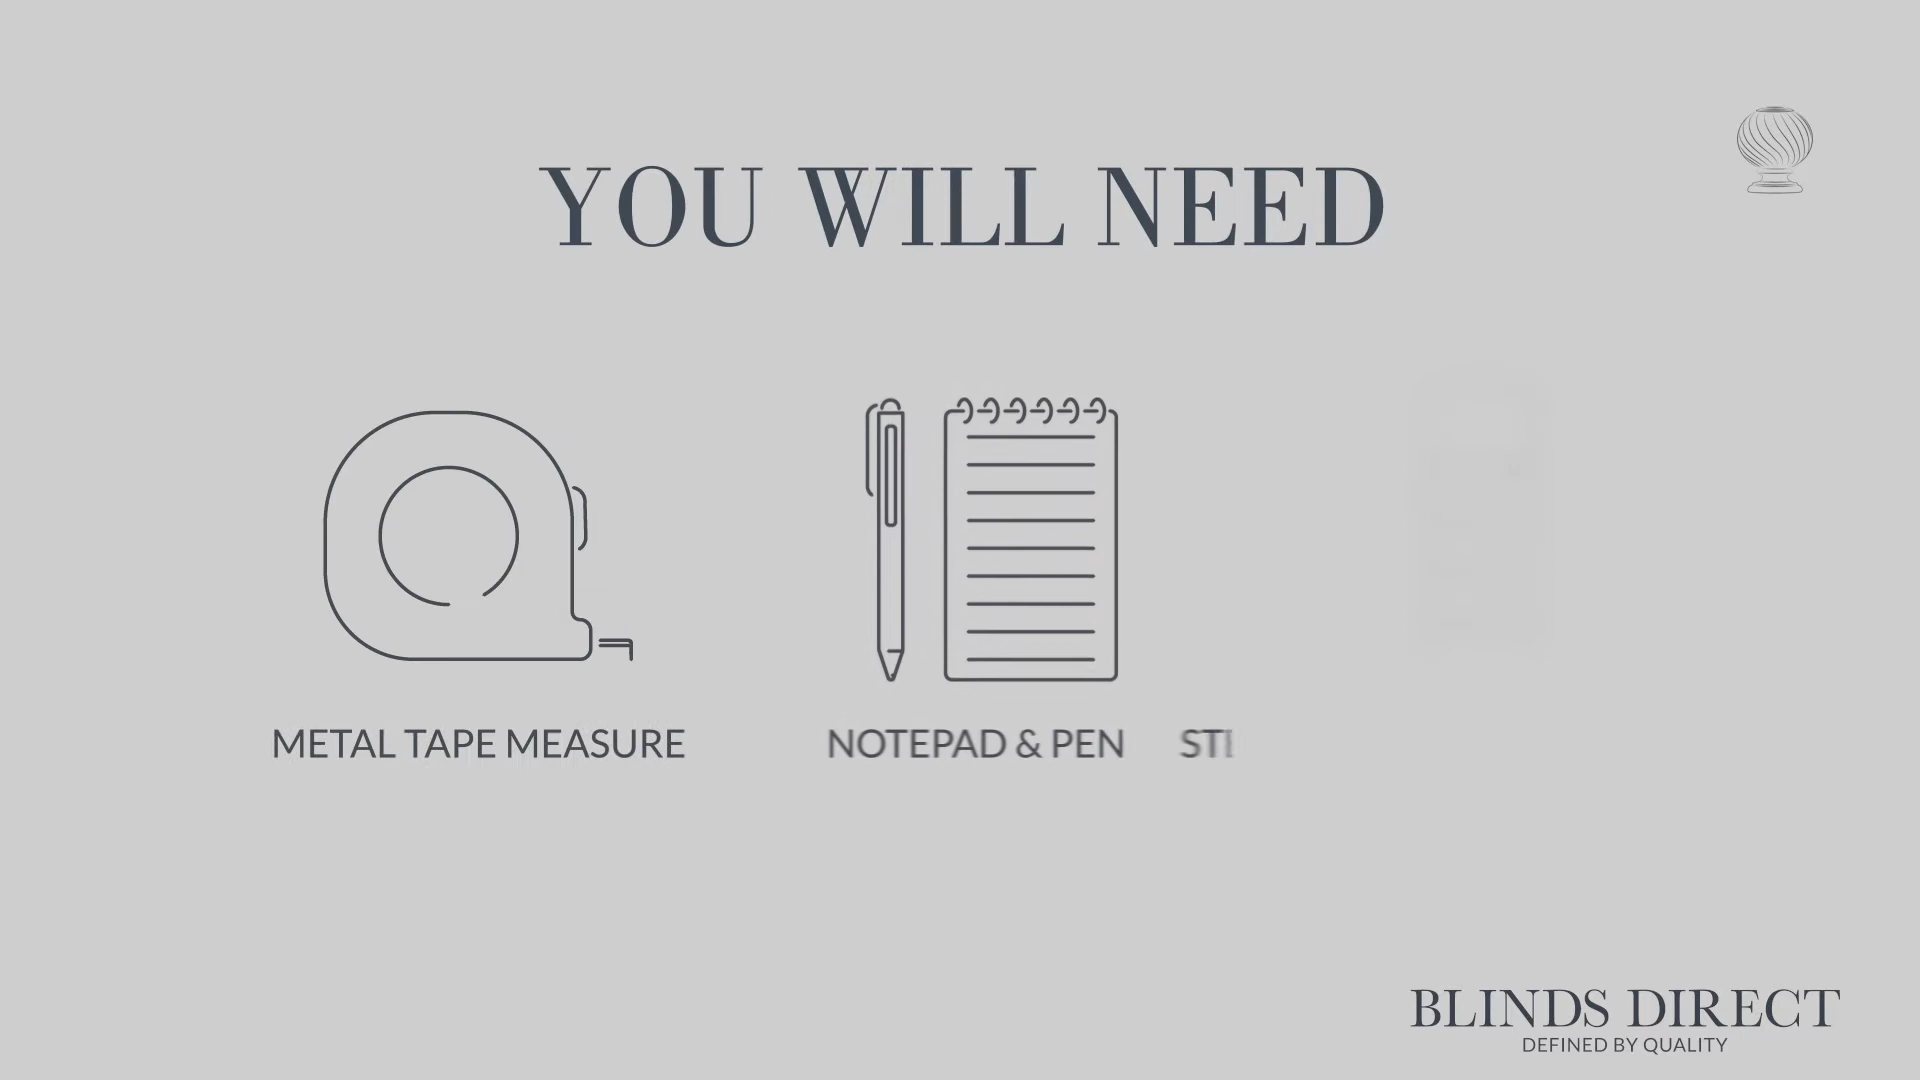 YOU WILL NEED
METAL TAPE MEASURE
NOTEPAD & PEN
BLINDS DIRECT
DEFINED BY QUALITY